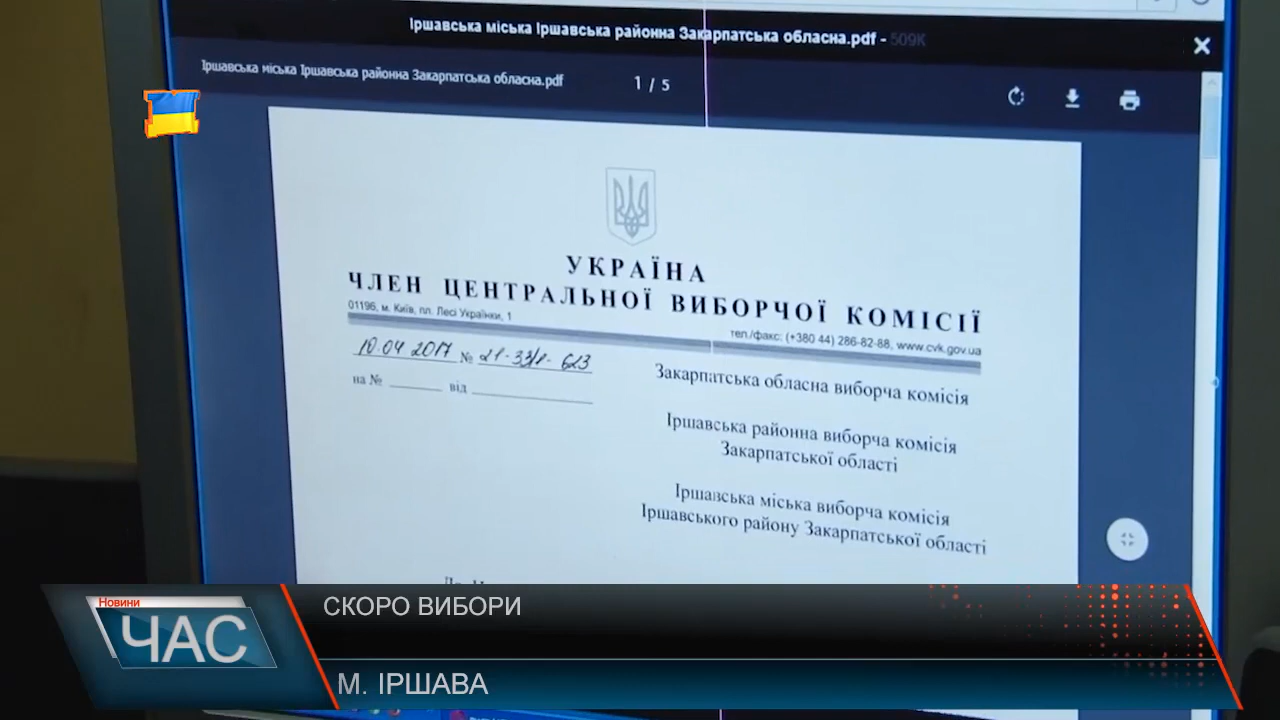 Іршавська міська Іршавська районна Закарпатська обласна.pdf - 509K
Іршавська міська Іршавська районна Закарпатська обласна.pdf
1 / 5
УКРАЇНА
ЧЛЕН ЦЕНТРАЛЬНОЇ ВИБОРЧОЇ КОМІСІЇ
01196, м. Київ, пл. Лесі Українки, 1
тел./факс: (+380 44) 286-82-88, www.cvk.gov.ua
10 04 2017 № 21-33/1- 623
на № від
Закарпатська обласна виборча комісія
Іршавська районна виборча комісія
Закарпатської області
Іршавська міська виборча комісія
Іршавського району Закарпатської області
Новини
ЧАС
СКОРО ВИБОРИ
М. ІРШАВА